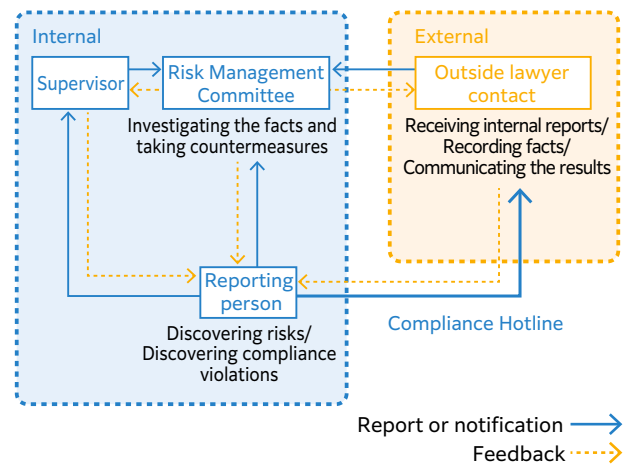 Internal
External
Supervisor
Risk Management
Committee
Outside lawyer
contact
Investigating the facts and
taking countermeasures
Receiving internal reports/
Recording facts/
Communicating the results
Reporting
person
Compliance Hotline
Discovering risks/
Discovering compliance
violations
Report or notification
Feedback